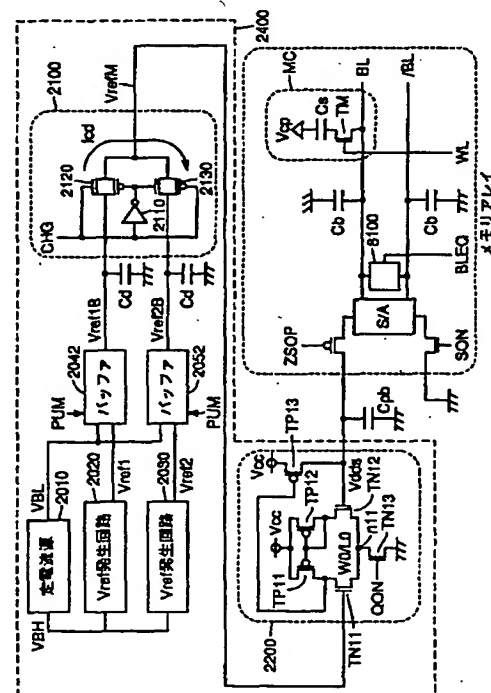 VBH
定電流源
2010
VBL
Vref発生回路
2020
Vref1
Vref発生回路
2030
Vref2
PUM
バッファ
2042
バッファ
2052
PUM
Vref1B
Vref2B
Cd
Cd
CHG
2120
2110
2130
Icd
2100
VrefM
2400
2200
TP11
Vcc
TP12
TP13
Vcc
W0/L0
TN11
TN12
n11
TN13
QON
Vdds
Cpb
ZSOP
SON
S/A
8100
BLEQ
Cb
Cb
MC
Vcp
Cs
TM
WL
BL
/BL
メモリアレイ